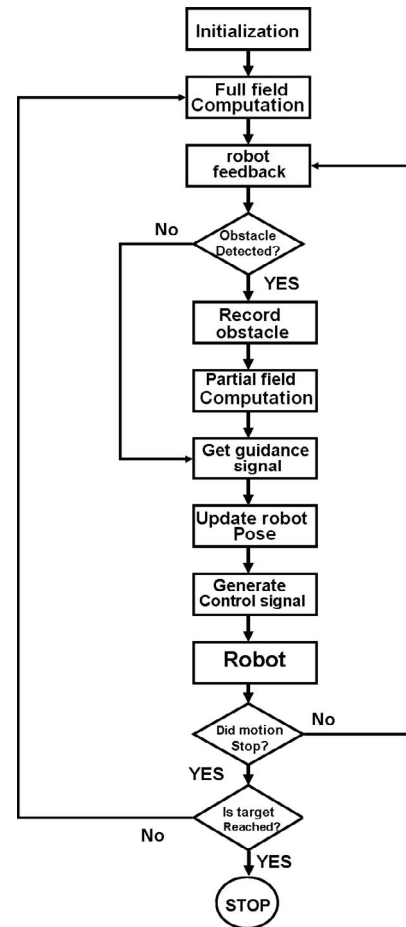 Initialization
Full field
Computation
robot
feedback
No
Obstacle
Detected?
YES
Record
obstacle
Partial field
Computation
Get guidance
signal
Update robot
Pose
Generate
Control signal
Robot
Did motion
Stop?
No
YES
Is target
Reached?
No
YES
STOP